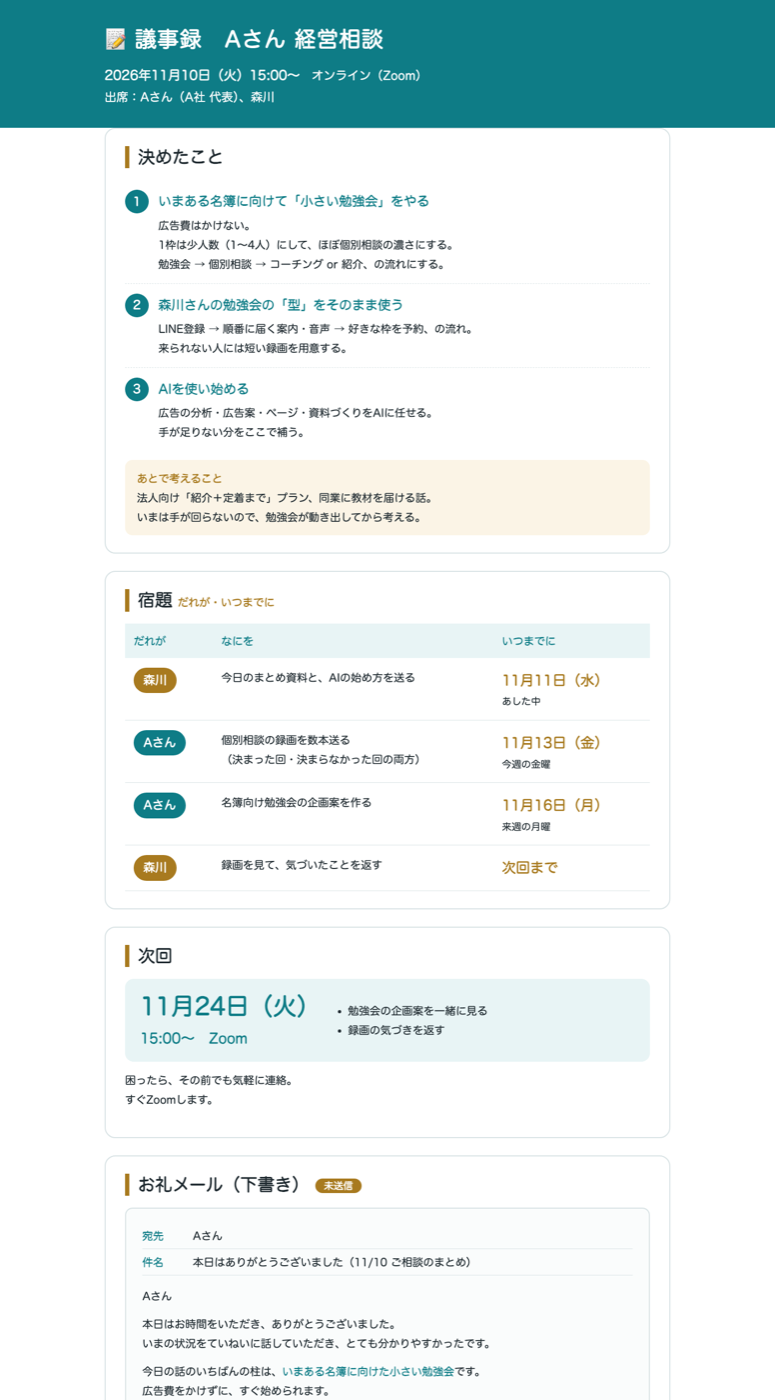 📝 議事録　Aさん 経営相談
2026年11月10日（火）15:00〜　オンライン（Zoom）
出席：Aさん（A社 代表）、森川
決めたこと
1 いまある名簿に向けて「小さい勉強会」をやる
広告費はかけない。
1枠は少人数（1〜4人）にして、ほぼ個別相談の濃さにする。
勉強会 → 個別相談 → コーチング or 紹介、の流れにする。
2 森川さんの勉強会の「型」をそのまま使う
LINE登録 → 順番に届く案内・音声 → 好きな枠を予約、の流れ。
来られない人には短い録画を用意する。
3 AIを使い始める
広告の分析・広告案・ページ・資料づくりをAIに任せる。
手が足りない分をここで補う。
あとで考えること
法人向け「紹介＋定着まで」プラン、同業に教材を届ける話。
いまは手が回らないので、勉強会が動き出してから考える。
宿題 だれが・いつまでに
だれが なにを いつまでに
森川 今日のまとめ資料と、AIの始め方を送る 11月11日（水）
あした中
Aさん 個別相談の録画を数本送る 11月13日（金）
（決まった回・決まらなかった回の両方） 今週の金曜
Aさん 名簿向け勉強会の企画案を作る 11月16日（月）
来週の月曜
森川 録画を見て、気づいたことを返す 次回まで
次回
11月24日（火）
15:00〜　Zoom
• 勉強会の企画案を一緒に見る
• 録画の気づきを返す
困ったら、その前でも気軽に連絡。
すぐZoomします。
お礼メール（下書き） 未送信
宛先 Aさん
件名 本日はありがとうございました（11/10 ご相談のまとめ）
Aさん
本日はお時間をいただき、ありがとうございました。
いまの状況をていねいに話していただき、とても分かりやすかったです。
今日の話のいちばんの柱は、いまある名簿に向けた小さい勉強会です。
広告費をかけずに、すぐ始められます。